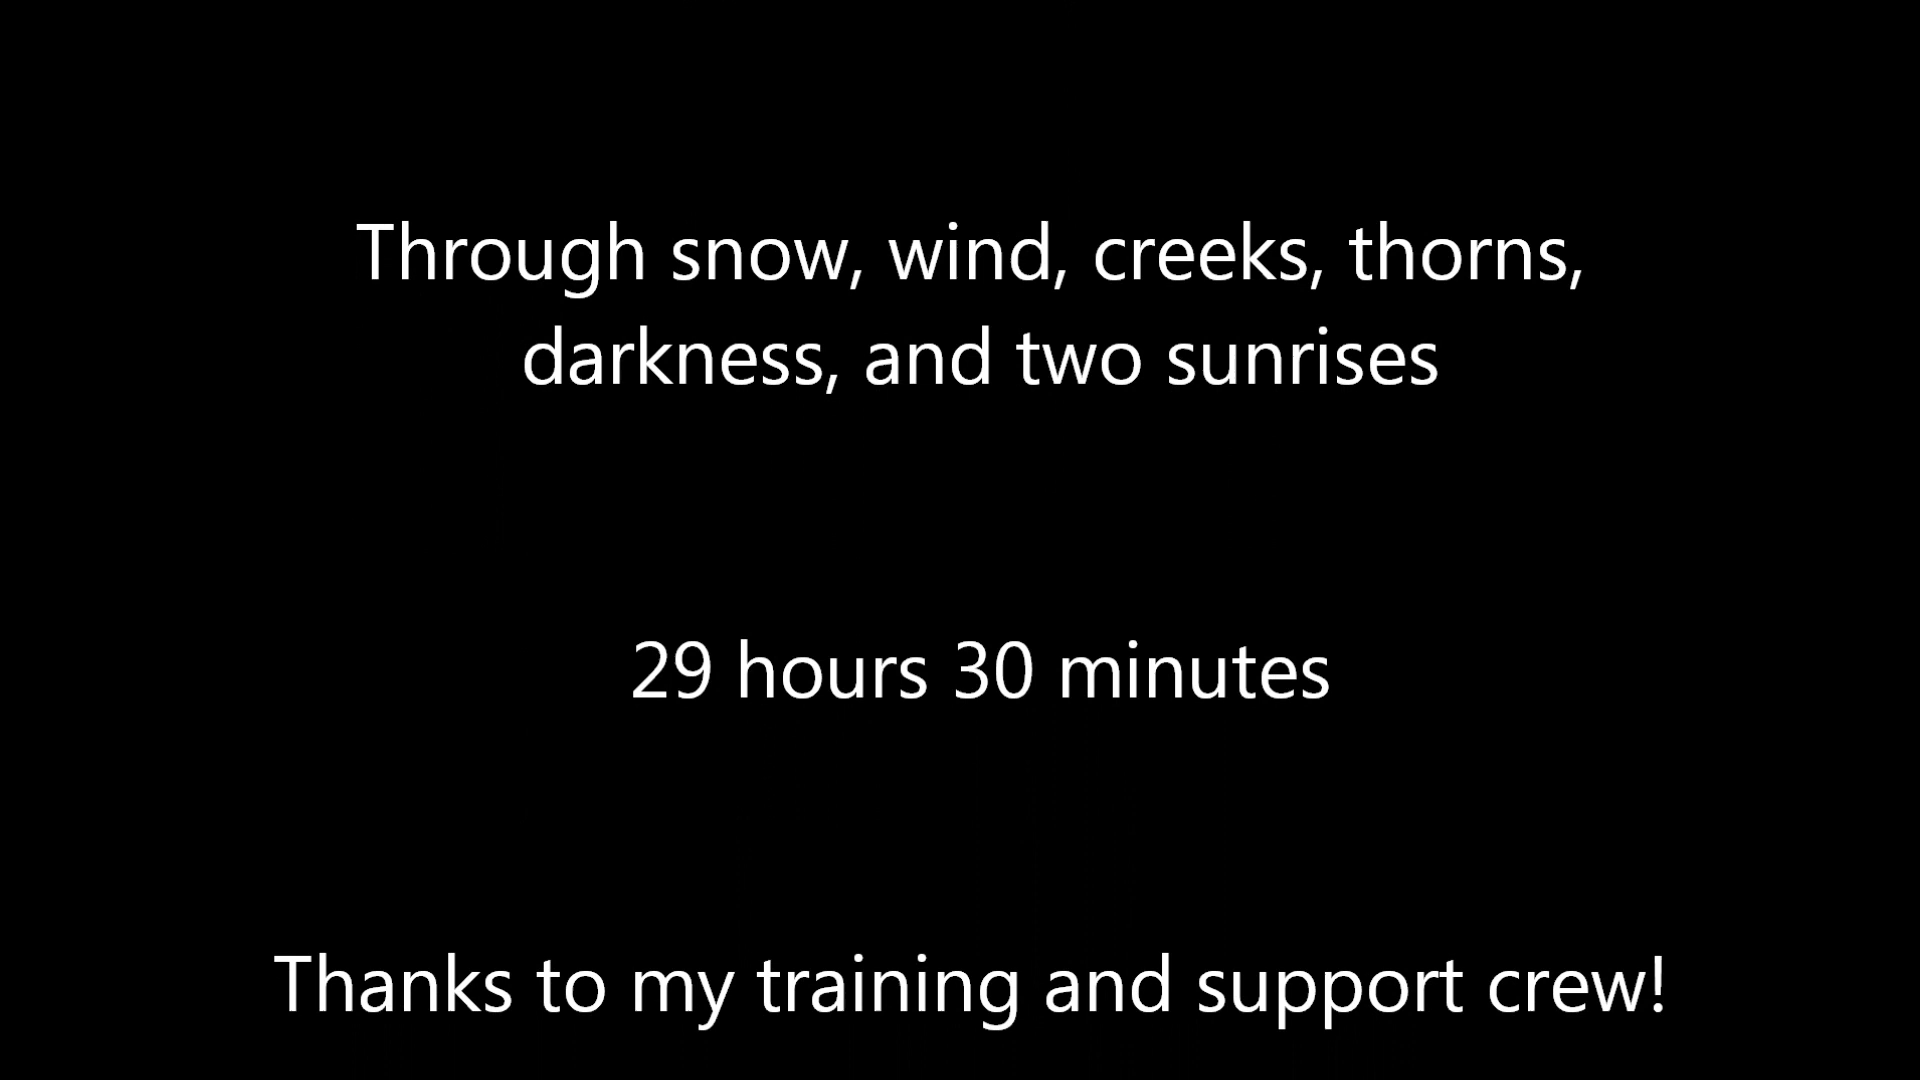 Through snow, wind, creeks, thorns,
darkness, and two sunrises
29 hours 30 minutes
Thanks to my training and support crew!